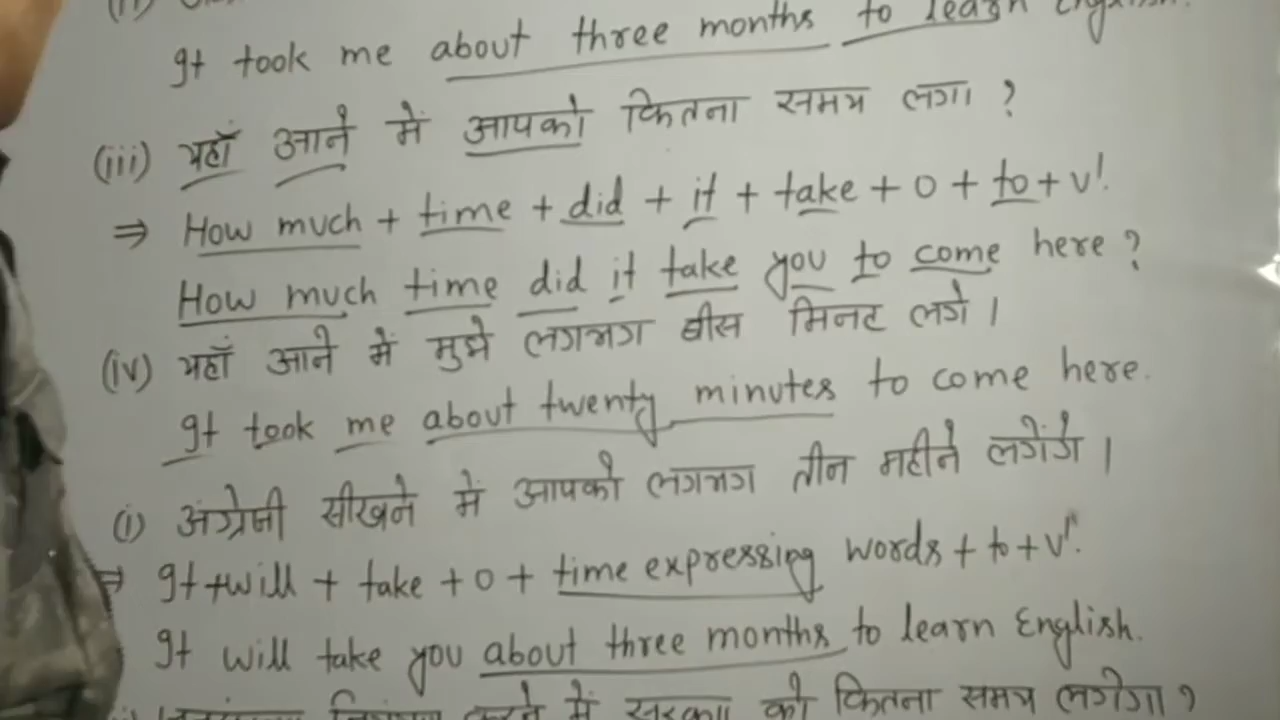 (ii)
It took me about three months to learn English.
(iii) यहाँ आने में आपको कितना समय लगा ?
⇒ How much + time + did + it + take + o + to + v¹.
How much time did it take you to come here ?
(iv) यहाँ आने में मुझे लगभग बीस मिनट लगे ।
It took me about twenty minutes to come here.
(i) अंग्रेजी सीखने में आपको लगभग तीन महीने लगेंगे ।
⇒ It + will + take + o + time expressing words + to + v¹.
It will take you about three months to learn English.
जनसंख्या नियंत्रण करने में सरकार को कितना समय लगेगा ?